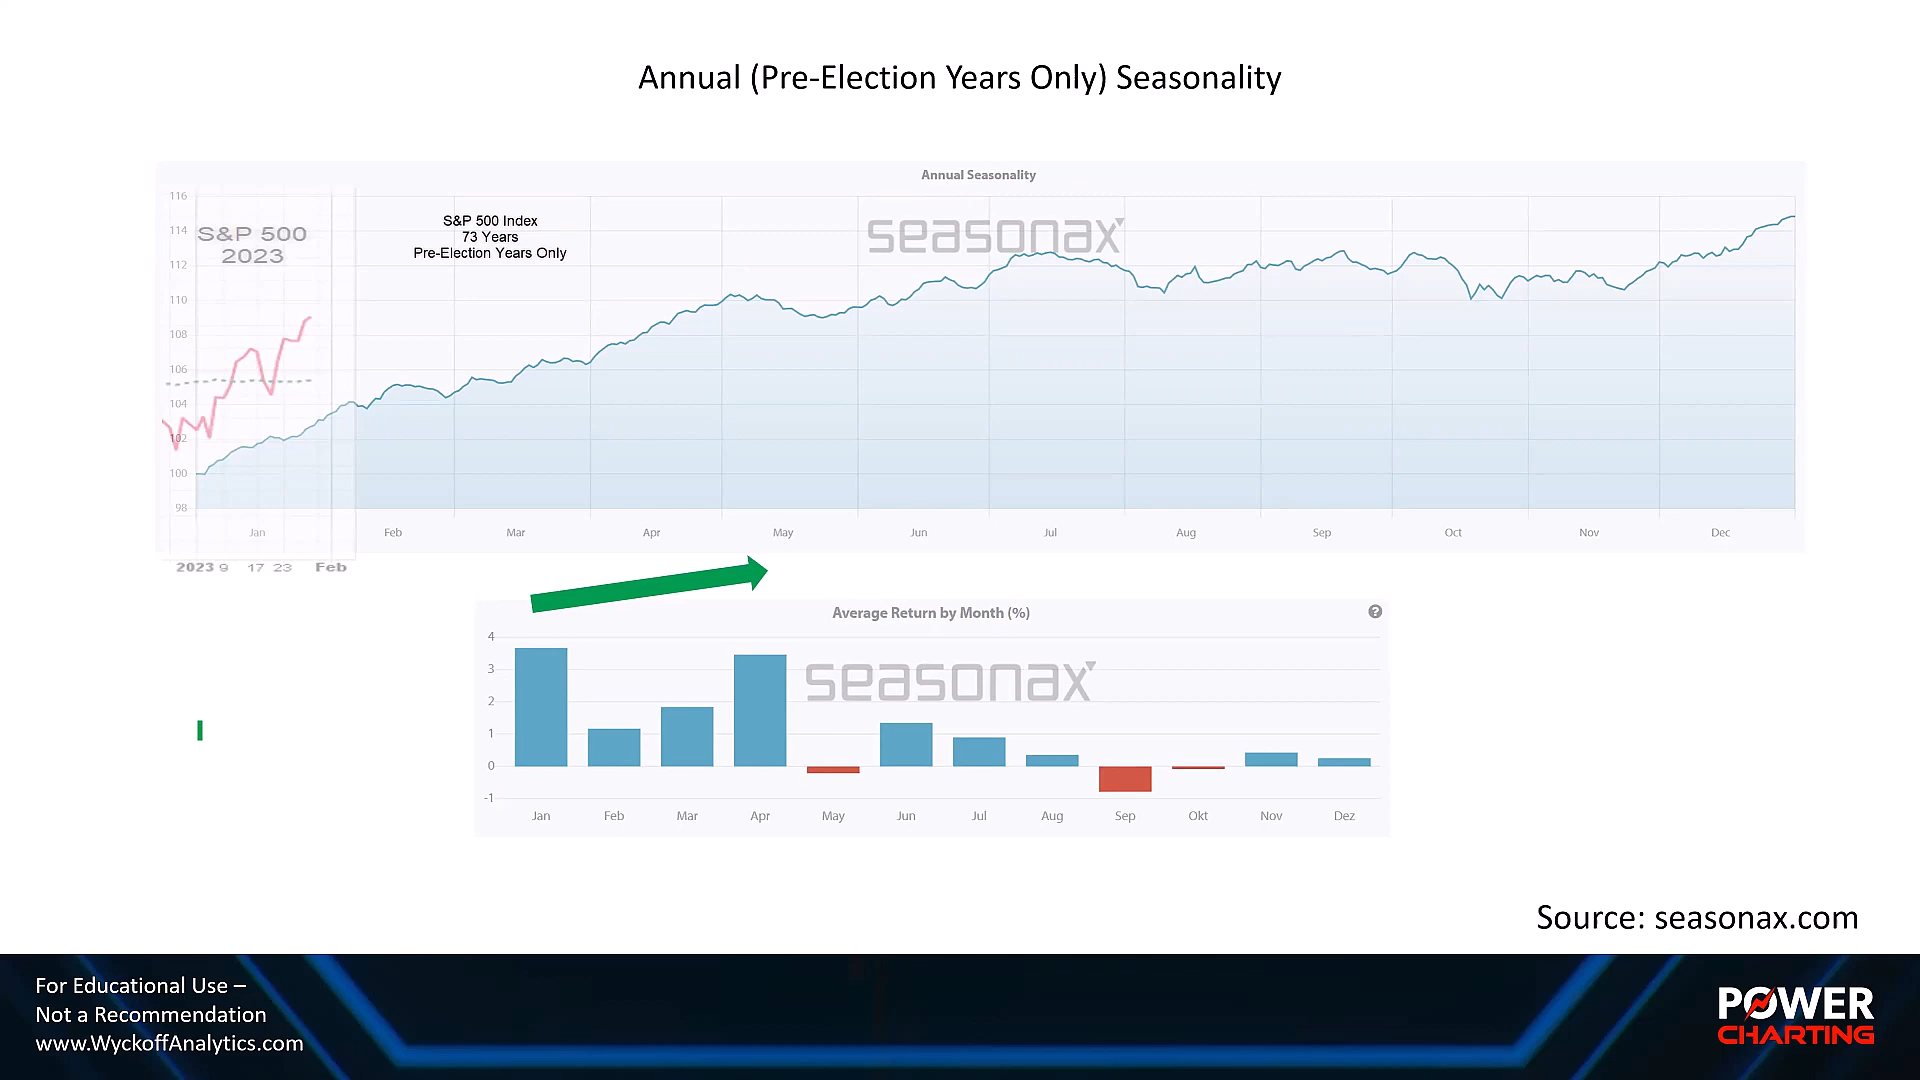 Annual (Pre-Election Years Only) Seasonality
Annual Seasonality
116
114
112
110
108
106
104
102
100
98
S&P 500
2023
S&P 500 Index
73 Years
Pre-Election Years Only
seasonax
Jan Feb Mar Apr May Jun Jul Aug Sep Oct Nov Dec
2023 9 17 23 Feb
Average Return by Month (%)
?
seasonax
4
3
2
1
0
-1
Jan Feb Mar Apr May Jun Jul Aug Sep Okt Nov Dez
Source: seasonax.com
For Educational Use –
Not a Recommendation
www.WyckoffAnalytics.com
POWER
CHARTING